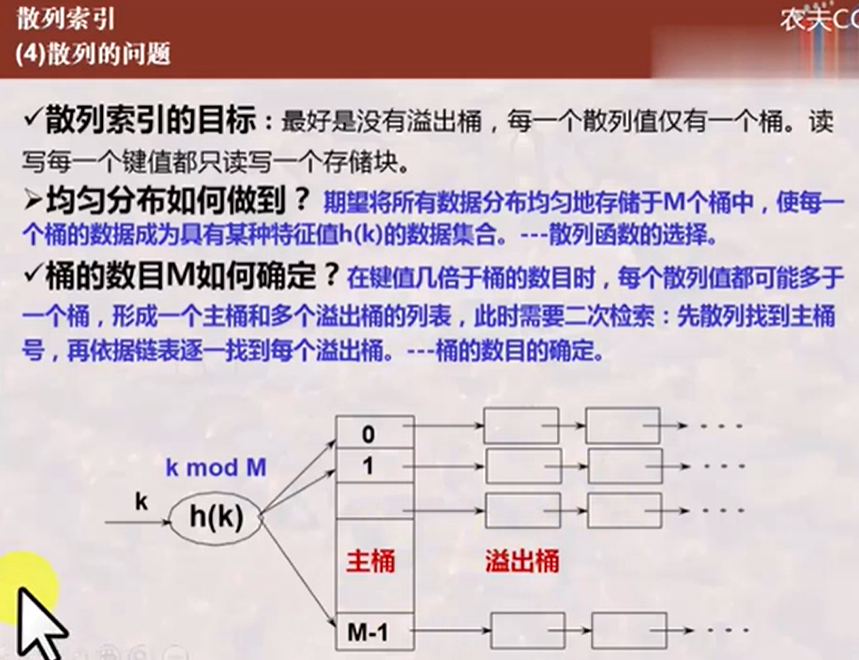 散列索引
农夫CC
(4)散列的问题
✓散列索引的目标：最好是没有溢出桶，每一个散列值仅有一个桶。读
写每一个键值都只读写一个存储块。
➢均匀分布如何做到？期望将所有数据分布均匀地存储于M个桶中，使每一
个桶的数据成为具有某种特征值h(k)的数据集合。---散列函数的选择。
✓桶的数目M如何确定？在键值几倍于桶的数目时，每个散列值都可能多于
一个桶，形成一个主桶和多个溢出桶的列表，此时需要二次检索：先散列找到主桶
号，再依据链表逐一找到每个溢出桶。---桶的数目的确定。
0
k mod M
1
k
h(k)
主桶
溢出桶
M-1